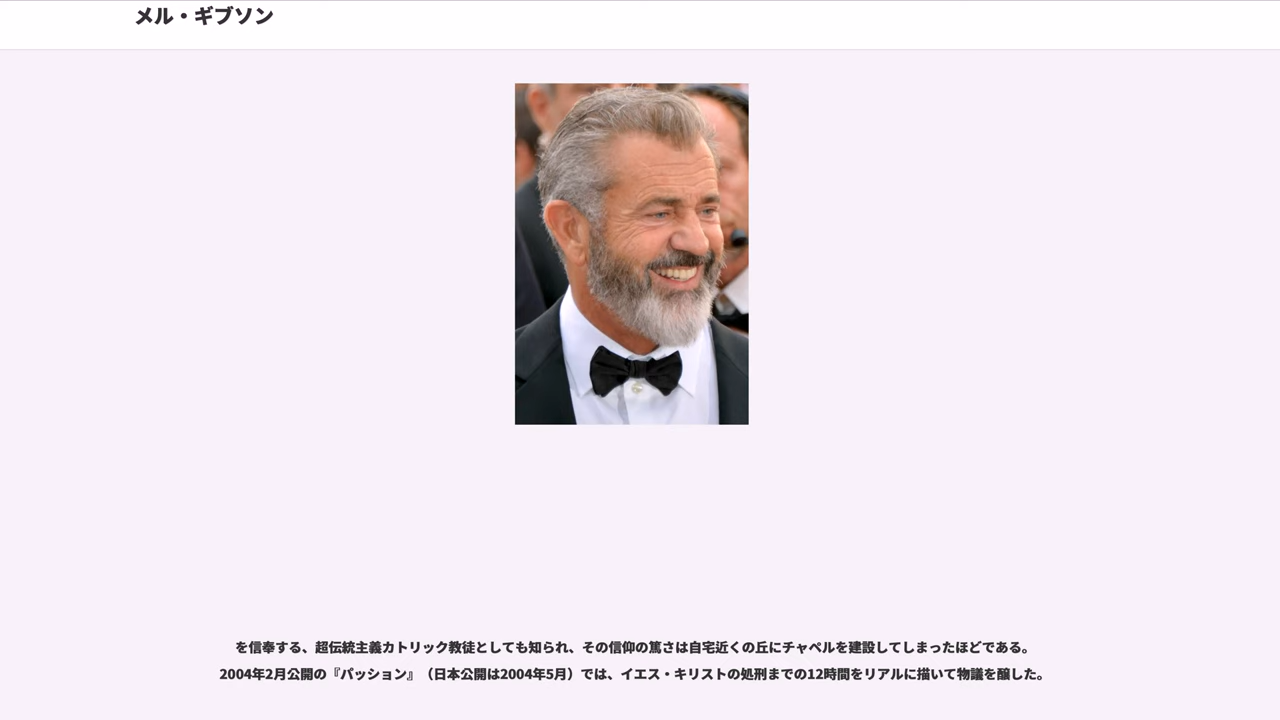 メル・ギブソン
を信奉する、超伝統主義カトリック教徒としても知られ、その信仰の篤さは自宅近くの丘にチャペルを建設してしまったほどである。
2004年2月公開の『パッション』（日本公開は2004年5月）では、イエス・キリストの処刑までの12時間をリアルに描いて物議を醸した。